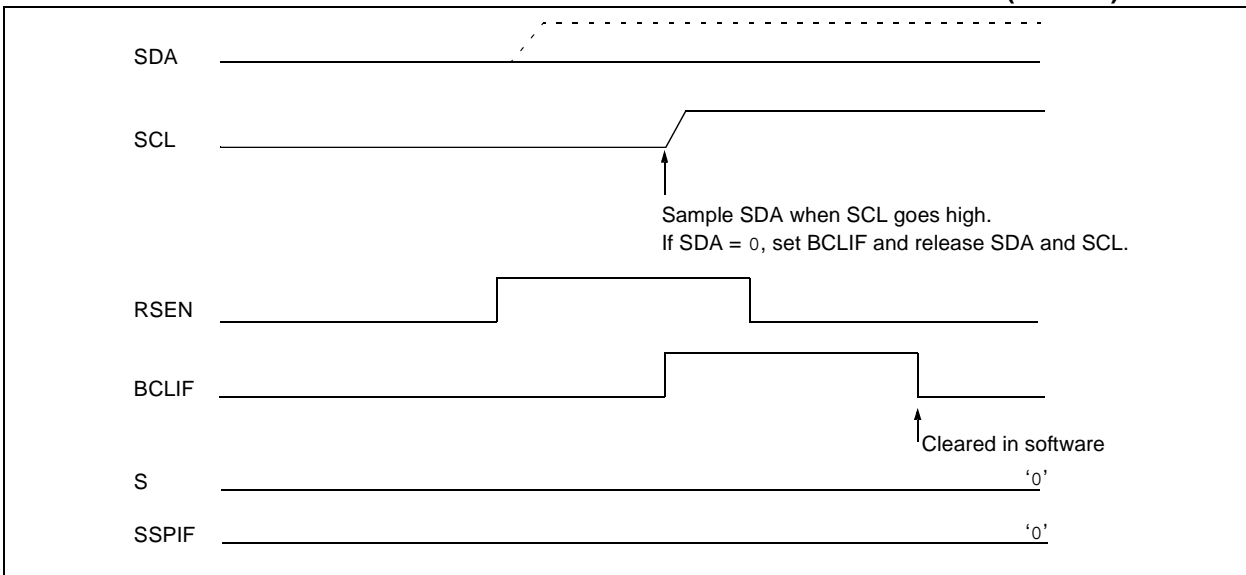 SDA
SCL
Sample SDA when SCL goes high.
If SDA = 0, set BCLIF and release SDA and SCL.
RSEN
BCLIF
Cleared in software
S
‘0’
SSPIF
‘0’